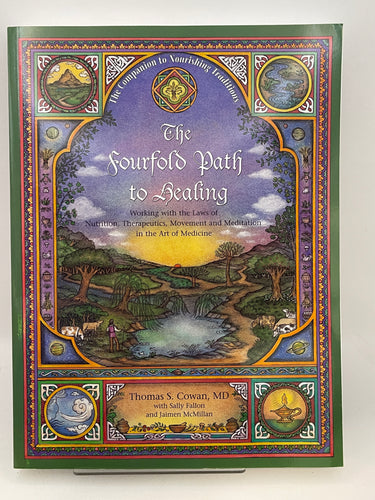 The Companion to Nourishing Traditions
The
Fourfold Path
to Healing
Working with the Laws of
Nutrition, Therapeutics, Movement and Meditation
in the Art of Medicine
Thomas S. Cowan, MD
with Sally Fallon
and Jaimen McMillan